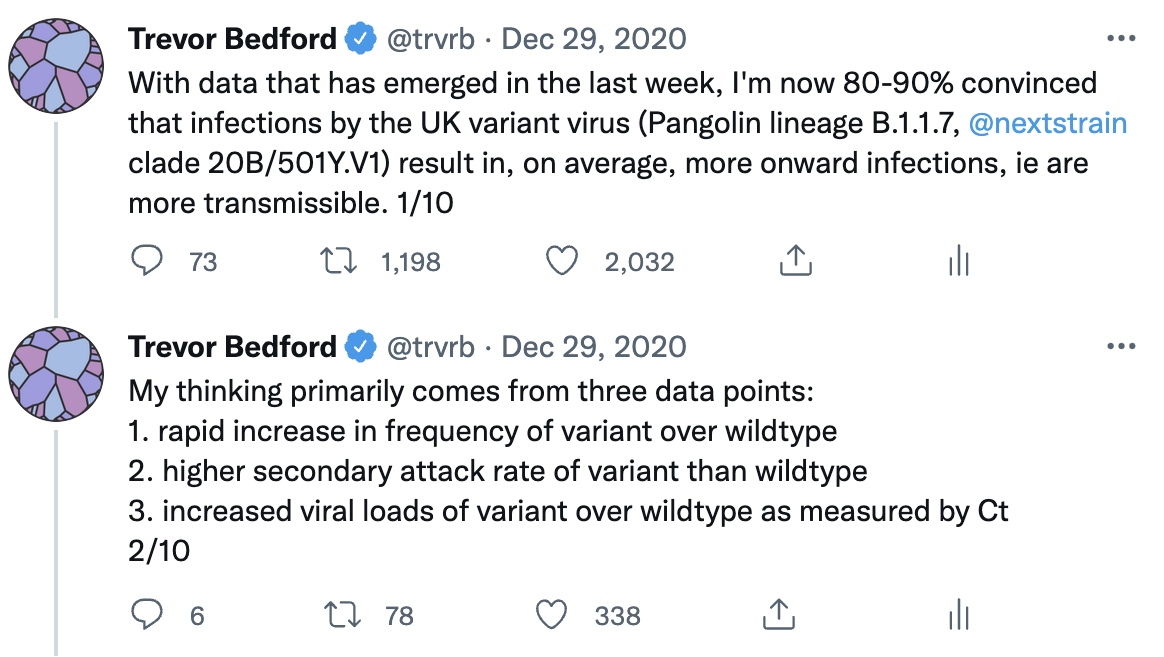 Trevor Bedford @trvrb · Dec 29, 2020
With data that has emerged in the last week, I'm now 80-90% convinced
that infections by the UK variant virus (Pangolin lineage B.1.1.7, @nextstrain
clade 20B/501Y.V1) result in, on average, more onward infections, ie are
more transmissible. 1/10
73 1,198 2,032
Trevor Bedford @trvrb · Dec 29, 2020
My thinking primarily comes from three data points:
1. rapid increase in frequency of variant over wildtype
2. higher secondary attack rate of variant than wildtype
3. increased viral loads of variant over wildtype as measured by Ct
2/10
6 78 338